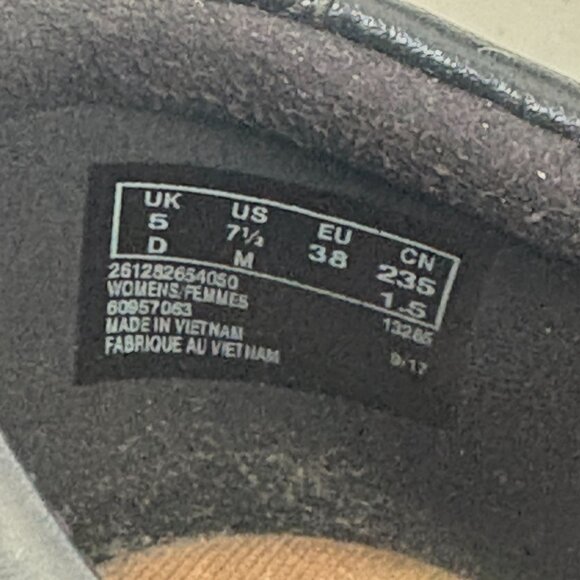 UK US EU CN
5 7½ 38 235
D M 1.5
261282654050
WOMENS/FEMMES
60957063
MADE IN VIETNAM
FABRIQUE AU VIETNAM
9/17